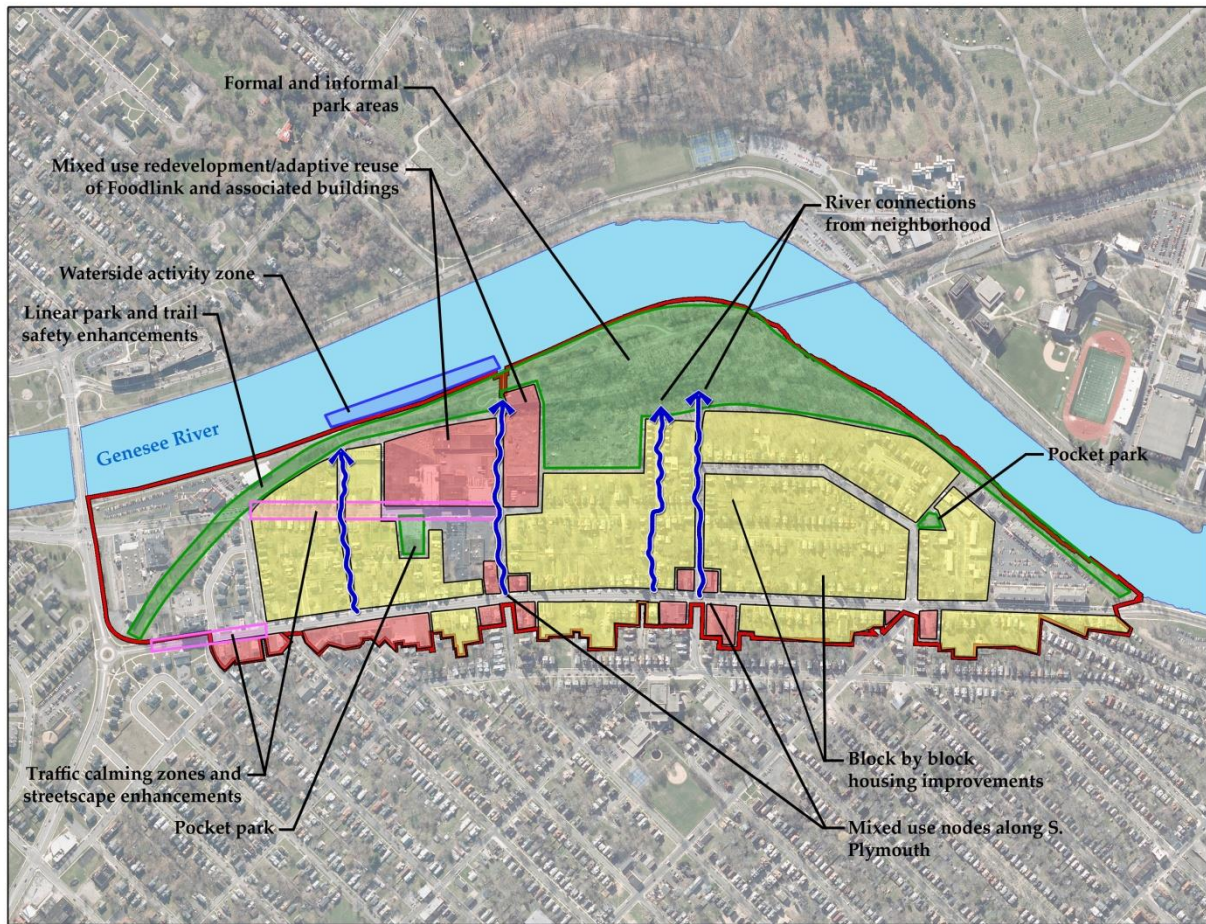 Formal and informal
park areas
Mixed use redevelopment/adaptive reuse
of Foodlink and associated buildings
River connections
from neighborhood
Waterside activity zone
Linear park and trail
safety enhancements
Genesee River
Pocket park
Traffic calming zones and
streetscape enhancements
Block by block
housing improvements
Pocket park
Mixed use nodes along S.
Plymouth